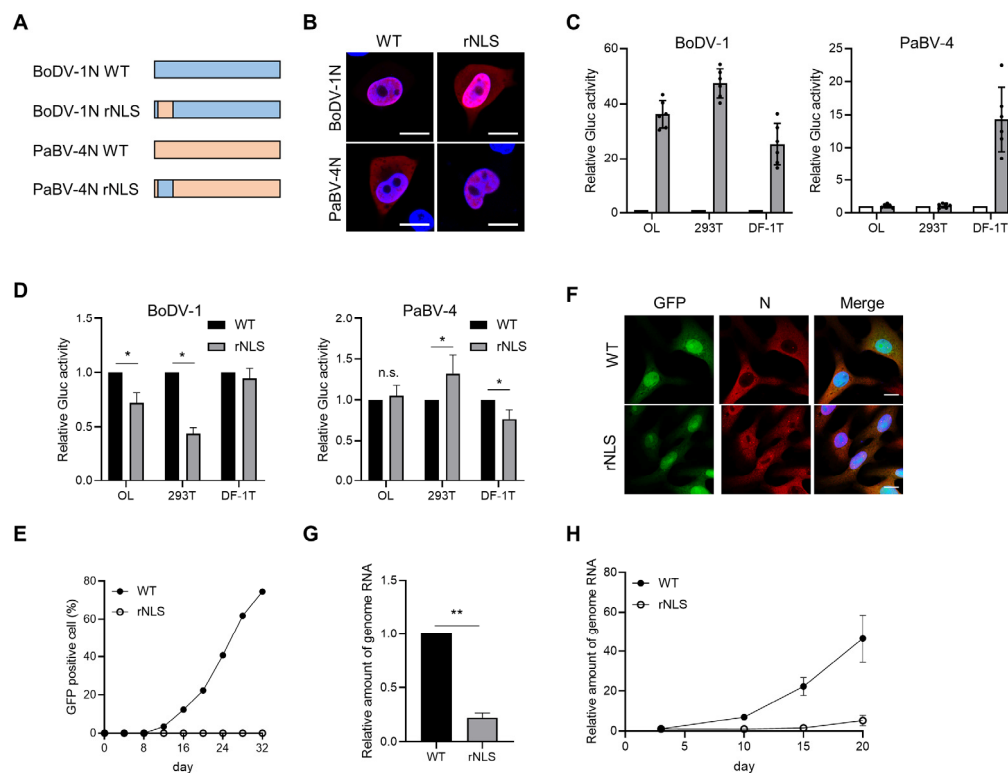 A
BoDV-1N WT
BoDV-1N rNLS
PaBV-4N WT
PaBV-4N rNLS
B
WT rNLS
BoDV-1N
PaBV-4N
C
BoDV-1
Relative Gluc activity
80
60
40
20
0
OL 293T DF-1T
PaBV-4
Relative Gluc activity
25
20
15
10
5
0
OL 293T DF-1T
D
BoDV-1
WT
rNLS
Relative Gluc activity
1.5
1.0
0.5
0.0
* *
OL 293T DF-1T
PaBV-4
WT
rNLS
Relative Gluc activity
2.0
1.5
1.0
0.5
0.0
n.s. * *
OL 293T DF-1T
F
GFP N Merge
WT
rNLS
E
GFP positive cell (%)
80
60
40
20
0
WT
rNLS
0 8 16 24 32
day
G
Relative amount of genome RNA
1.5
1.0
0.5
0.0
**
WT rNLS
H
Relative amount of genome RNA
80
60
40
20
0
WT
rNLS
0 5 10 15 20
day